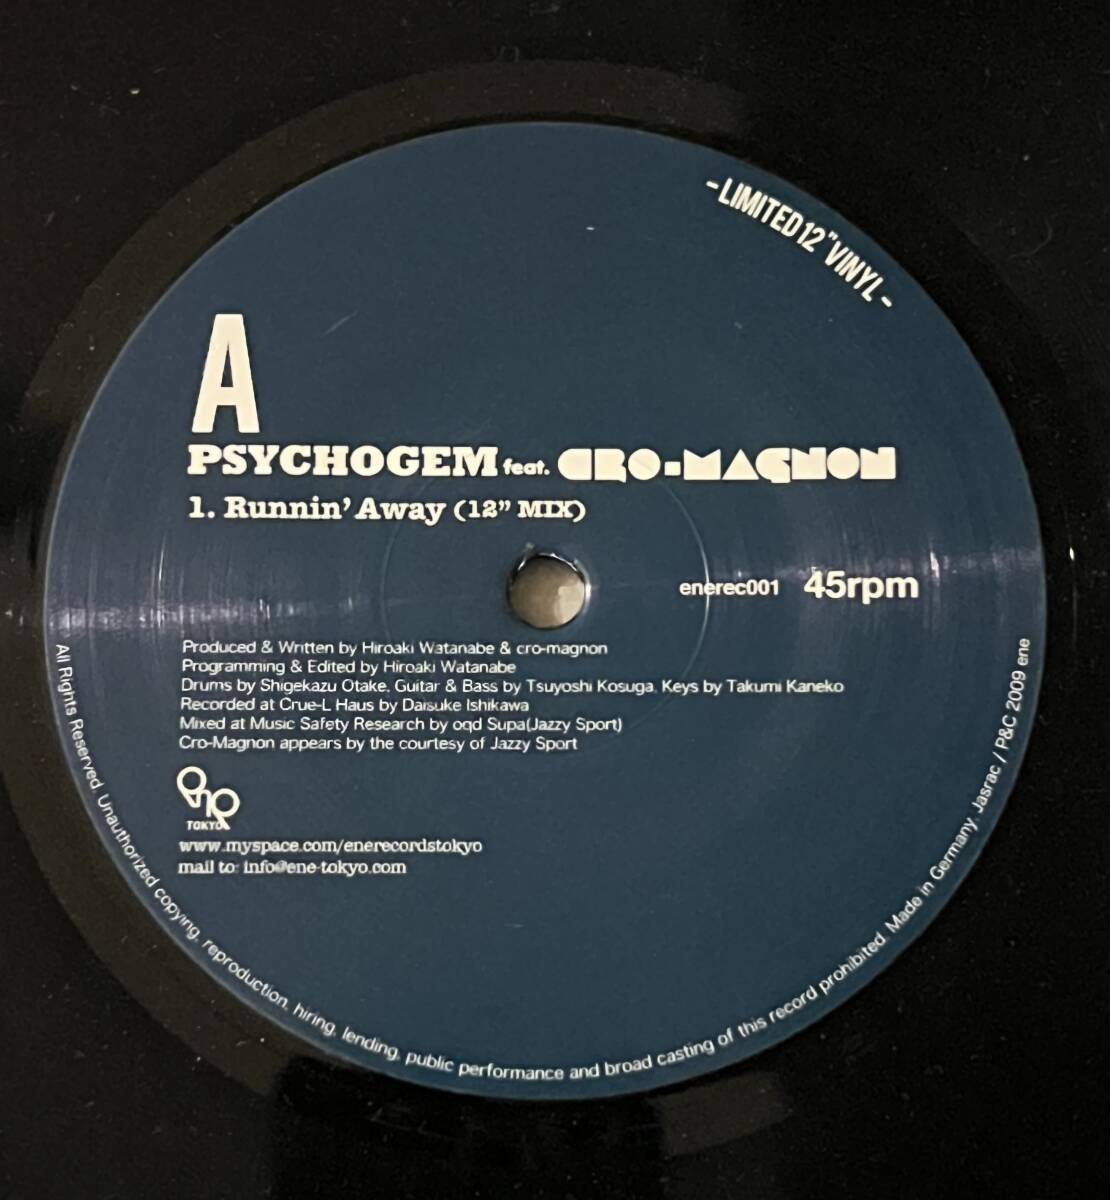 - LIMITED 12" VINYL -
A
PSYCHOGEM feat. CRO-MAGNON
1. Runnin' Away (12" MIX)
enerec001 45rpm
Produced & Written by Hiroaki Watanabe & cro-magnon
Programming & Edited by Hiroaki Watanabe
Drums by Shigekazu Otake, Guitar & Bass by Tsuyoshi Kosuga, Keys by Takumi Kaneko
Recorded at Crue-L Haus by Daisuke Ishikawa
Mixed at Music Safety Research by oqd Supa(Jazzy Sport)
Cro-Magnon appears by the courtesy of Jazzy Sport
ene
TOKYO
www.myspace.com/enerecordstokyo
mail to: info@ene-tokyo.com
All Rights Reserved. Unauthorized copying, reproduction, hiring, lending, public performance and broad casting of this record prohibited. Made in Germany. Jasrac / P&C 2009 ene